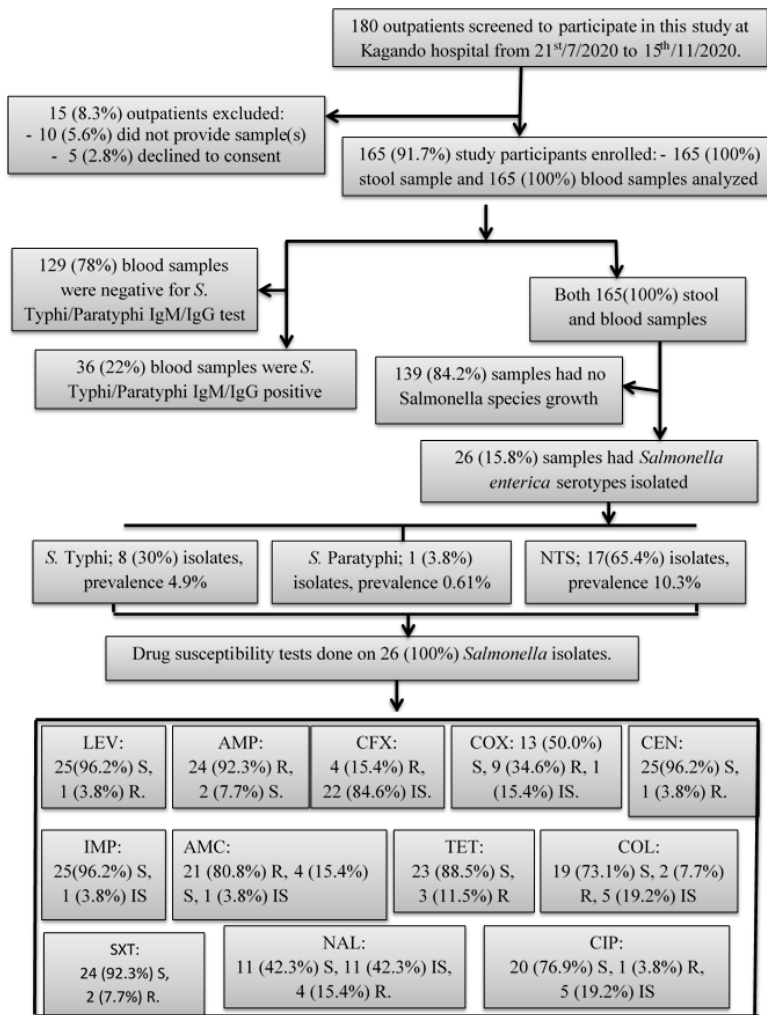 180 outpatients screened to participate in this study at
Kagando hospital from 21st/7/2020 to 15th/11/2020.
15 (8.3%) outpatients excluded:
- 10 (5.6%) did not provide sample(s)
- 5 (2.8%) declined to consent
165 (91.7%) study participants enrolled: - 165 (100%)
stool sample and 165 (100%) blood samples analyzed
129 (78%) blood samples
were negative for S.
Typhi/Paratyphi IgM/IgG test
Both 165(100%) stool
and blood samples
36 (22%) blood samples were S.
Typhi/Paratyphi IgM/IgG positive
139 (84.2%) samples had no
Salmonella species growth
26 (15.8%) samples had Salmonella
enterica serotypes isolated
S. Typhi; 8 (30%) isolates,
prevalence 4.9%
S. Paratyphi; 1 (3.8%)
isolates, prevalence 0.61%
NTS; 17(65.4%) isolates,
prevalence 10.3%
Drug susceptibility tests done on 26 (100%) Salmonella isolates.
LEV:
25(96.2%) S,
1 (3.8%) R.
AMP:
24 (92.3%) R,
2 (7.7%) S.
CFX:
4 (15.4%) R,
22 (84.6%) IS.
COX: 13 (50.0%)
S, 9 (34.6%) R, 1
(15.4%) IS.
CEN:
25(96.2%) S,
1 (3.8%) R.
IMP:
25(96.2%) S,
1 (3.8%) IS
AMC:
21 (80.8%) R, 4 (15.4%)
S, 1 (3.8%) IS
TET:
23 (88.5%) S,
3 (11.5%) R
COL:
19 (73.1%) S, 2 (7.7%)
R, 5 (19.2%) IS
SXT:
24 (92.3%) S,
2 (7.7%) R.
NAL:
11 (42.3%) S, 11 (42.3%) IS,
4 (15.4%) R.
CIP:
20 (76.9%) S, 1 (3.8%) R,
5 (19.2%) IS